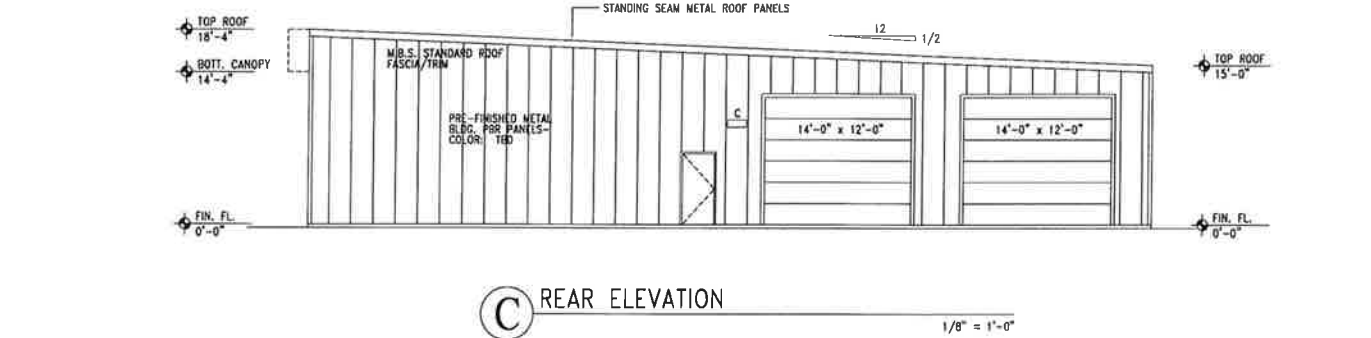 STANDING SEAM METAL ROOF PANELS
TOP ROOF
18'-4"
12
1/2
M.B.S. STANDARD ROOF
FASCIA/TRIM
BOTT. CANOPY
14'-4"
TOP ROOF
15'-0"
PRE-FINISHED METAL
BLDG. PBR PANELS-
COLOR: TBD
C
14'-0" x 12'-0"
14'-0" x 12'-0"
FIN. FL.
0'-0"
FIN. FL.
0'-0"
C
REAR ELEVATION
1/8" = 1'-0"